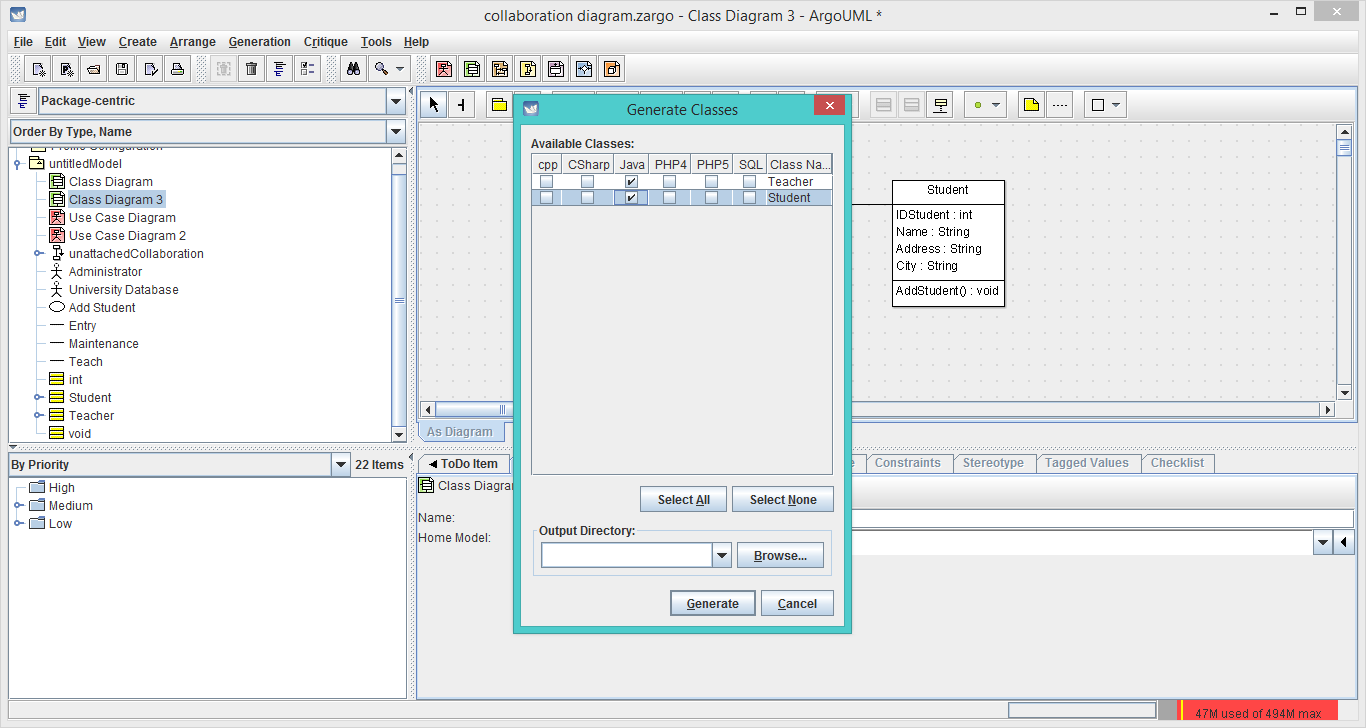 collaboration diagram.zargo - Class Diagram 3 - ArgoUML *
File Edit View Create Arrange Generation Critique Tools Help
Package-centric
Order By Type, Name
Profile Configuration
untitledModel
Class Diagram
Class Diagram 3
Use Case Diagram
Use Case Diagram 2
unattachedCollaboration
Administrator
University Database
Add Student
Entry
Maintenance
Teach
int
Student
Teacher
void
By Priority
22 Items
High
Medium
Low
Generate Classes
Available Classes:
cpp CSharp Java PHP4 PHP5 SQL Class Na...
Teacher
Student
Select All Select None
Output Directory:
Browse...
Generate Cancel
Student
IDStudent : int
Name : String
Address : String
City : String
AddStudent() : void
As Diagram
ToDo Item
Constraints Stereotype Tagged Values Checklist
Class Diagra
Name:
Home Model:
47M used of 494M max